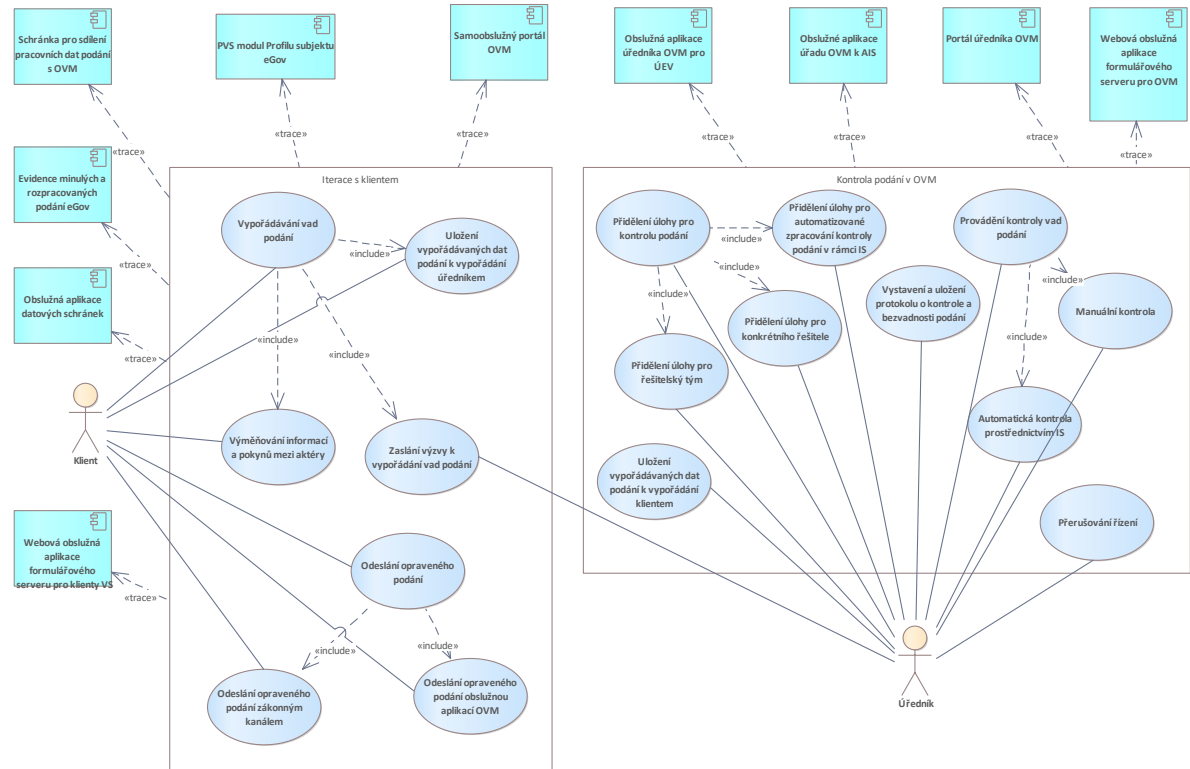 Schránka pro sdílení
pracovních dat podání
s OVM
PVS modul Profilu subjektu
eGov
Samoobslužný portál
OVM
Obslužná aplikace
úředníka OVM pro
ÚEV
Obslužné aplikace
úřadu OVM k AIS
Portál úředníka OVM
Webová obslužná
aplikace
formulářového
serveru pro OVM
«trace»
«trace»
«trace»
«trace»
«trace»
«trace»
«trace»
Evidence minulých a
rozpracovaných
podání eGov
«trace»
Obslužná aplikace
datových schránek
«trace»
Klient
Webová obslužná
aplikace
formulářového
serveru pro klienty VS
«trace»
Iterace s klientem
Vypořádávání vad
podání
«include»
Uložení
vypořádávaných dat
podání k vypořádání
úředníkem
«include»
«include»
Výměňování informací
a pokynů mezi aktéry
Zaslání výzvy k
vypořádání vad podání
Odeslání opraveného
podání
«include»
«include»
Odeslání opraveného
podání zákonným
kanálem
Odeslání opraveného
podání obslužnou
aplikací OVM
Kontrola podání v OVM
Přidělení úlohy pro
kontrolu podání
«include»
Přidělení úlohy pro
automatizované
zpracování kontroly
podání v rámci IS
Provádění kontroly vad
podání
«include»
«include»
«include»
Vystavení a uložení
protokolu o kontrole a
bezvadnosti podání
Manuální kontrola
Přidělení úlohy pro
konkrétního řešitele
«include»
Přidělení úlohy pro
řešitelský tým
Automatická kontrola
prostřednictvím IS
Uložení
vypořádávaných dat
podání k vypořádání
klientem
Přerušování řízení
Úředník